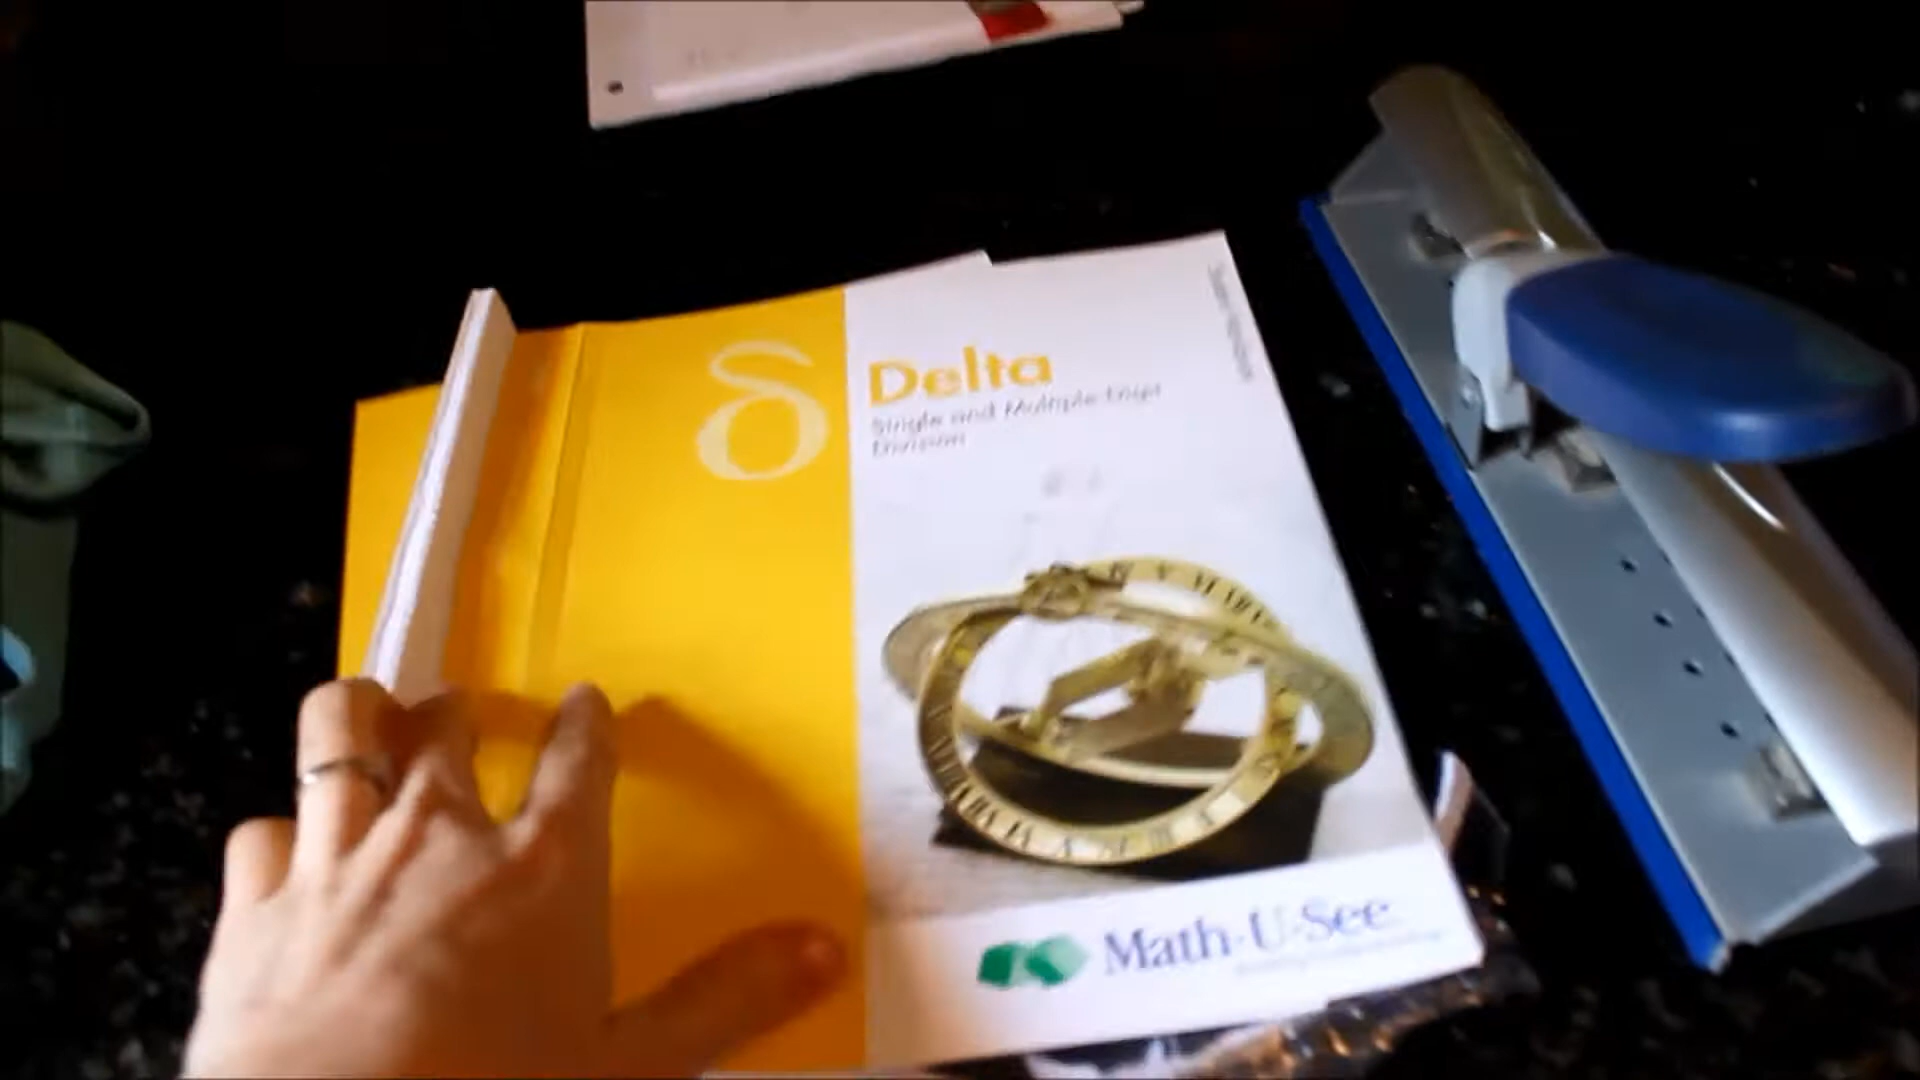 δ
Delta
Single and Multiple-Digit
Division
Math·U·See